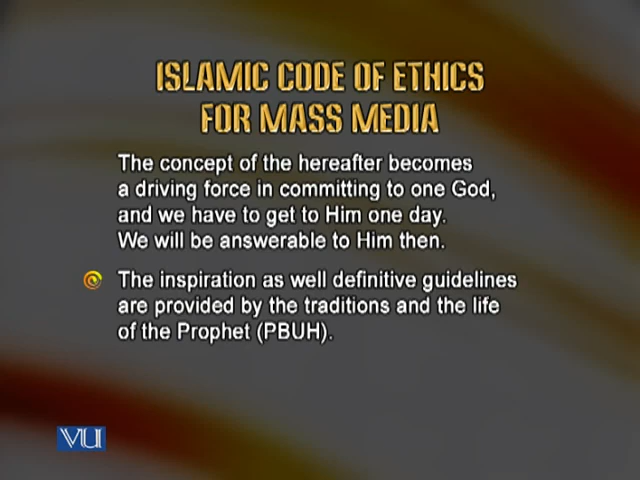 ISLAMIC CODE OF ETHICS
FOR MASS MEDIA
The concept of the hereafter becomes
a driving force in committing to one God,
and we have to get to Him one day.
We will be answerable to Him then.
The inspiration as well definitive guidelines
are provided by the traditions and the life
of the Prophet (PBUH).
VU